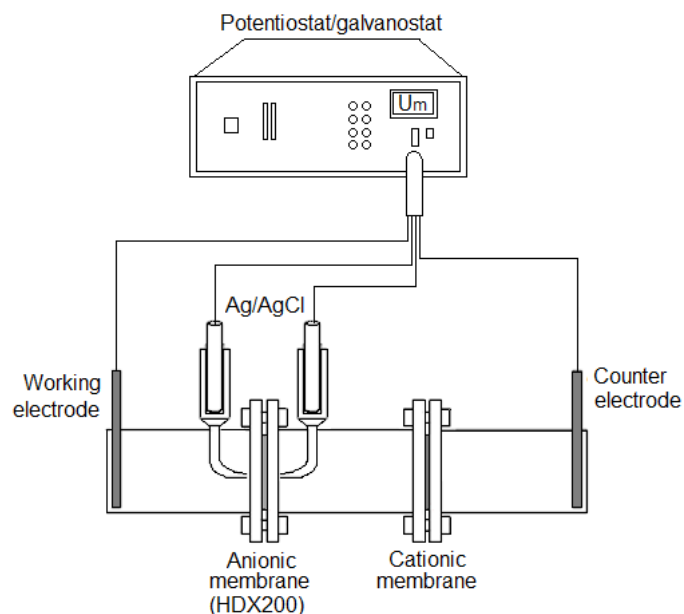 Potentiostat/galvanostat
Um
Ag/AgCl
Working
electrode
Counter
electrode
Anionic
membrane
(HDX200)
Cationic
membrane